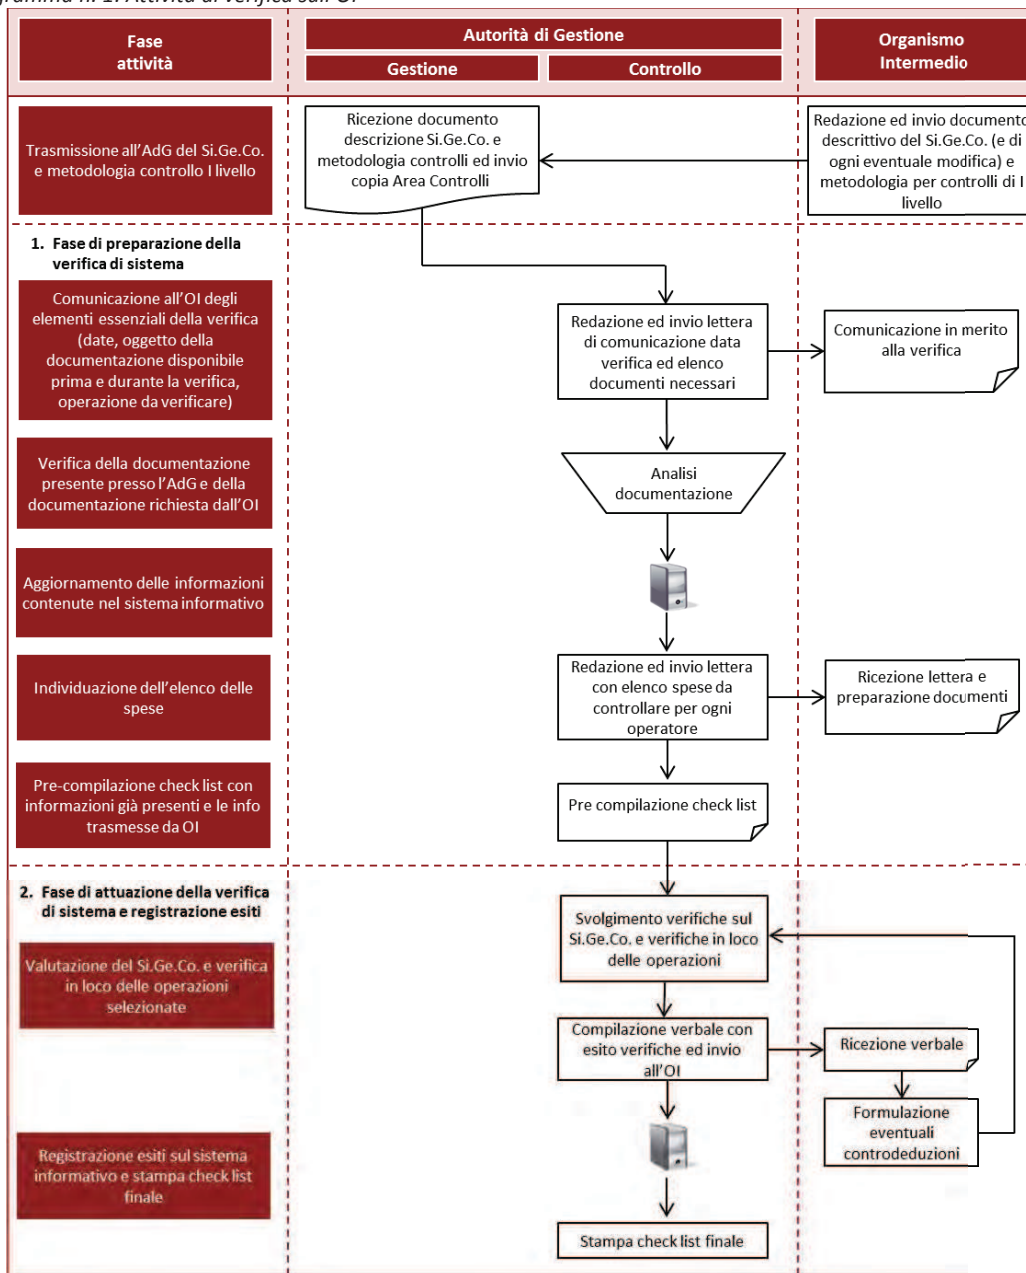 n. 1. Attività di verifica sull'OI
Fase
attività
Autorità di Gestione
Gestione
Controllo
Organismo
Intermedio
Trasmissione all'AdG del Si.Ge.Co.
e metodologia controllo I livello
Ricezione documento
descrizione Si.Ge.Co. e
metodologia controlli ed invio
copia Area Controlli
Redazione ed invio documento
descrittivo del Si.Ge.Co. (e di
ogni eventuale modifica) e
metodologia per controlli di I
livello
1. Fase di preparazione della
verifica di sistema
Comunicazione all'OI degli
elementi essenziali della verifica
(date, oggetto della
documentazione disponibile
prima e durante la verifica,
operazione da verificare)
Redazione ed invio lettera
di comunicazione data
verifica ed elenco
documenti necessari
Comunicazione in merito
alla verifica
Verifica della documentazione
presente presso l'AdG e della
documentazione richiesta dall'OI
Analisi
documentazione
Aggiornamento delle informazioni
contenute nel sistema informativo
Individuazione dell'elenco delle
spese
Redazione ed invio lettera
con elenco spese da
controllare per ogni
operatore
Ricezione lettera e
preparazione documenti
Pre-compilazione check list con
informazioni già presenti e le info
trasmesse da OI
Pre compilazione check list
2. Fase di attuazione della verifica
di sistema e registrazione esiti
Svolgimento verifiche sul
Si.Ge.Co. e verifiche in loco
delle operazioni
Valutazione del Si.Ge.Co. e verifica
in loco delle operazioni
selezionate
Compilazione verbale con
esito verifiche ed invio
all'OI
Ricezione verbale
Formulazione
eventuali
controdeduzioni
Registrazione esiti sul sistema
informativo e stampa check list
finale
Stampa check list finale